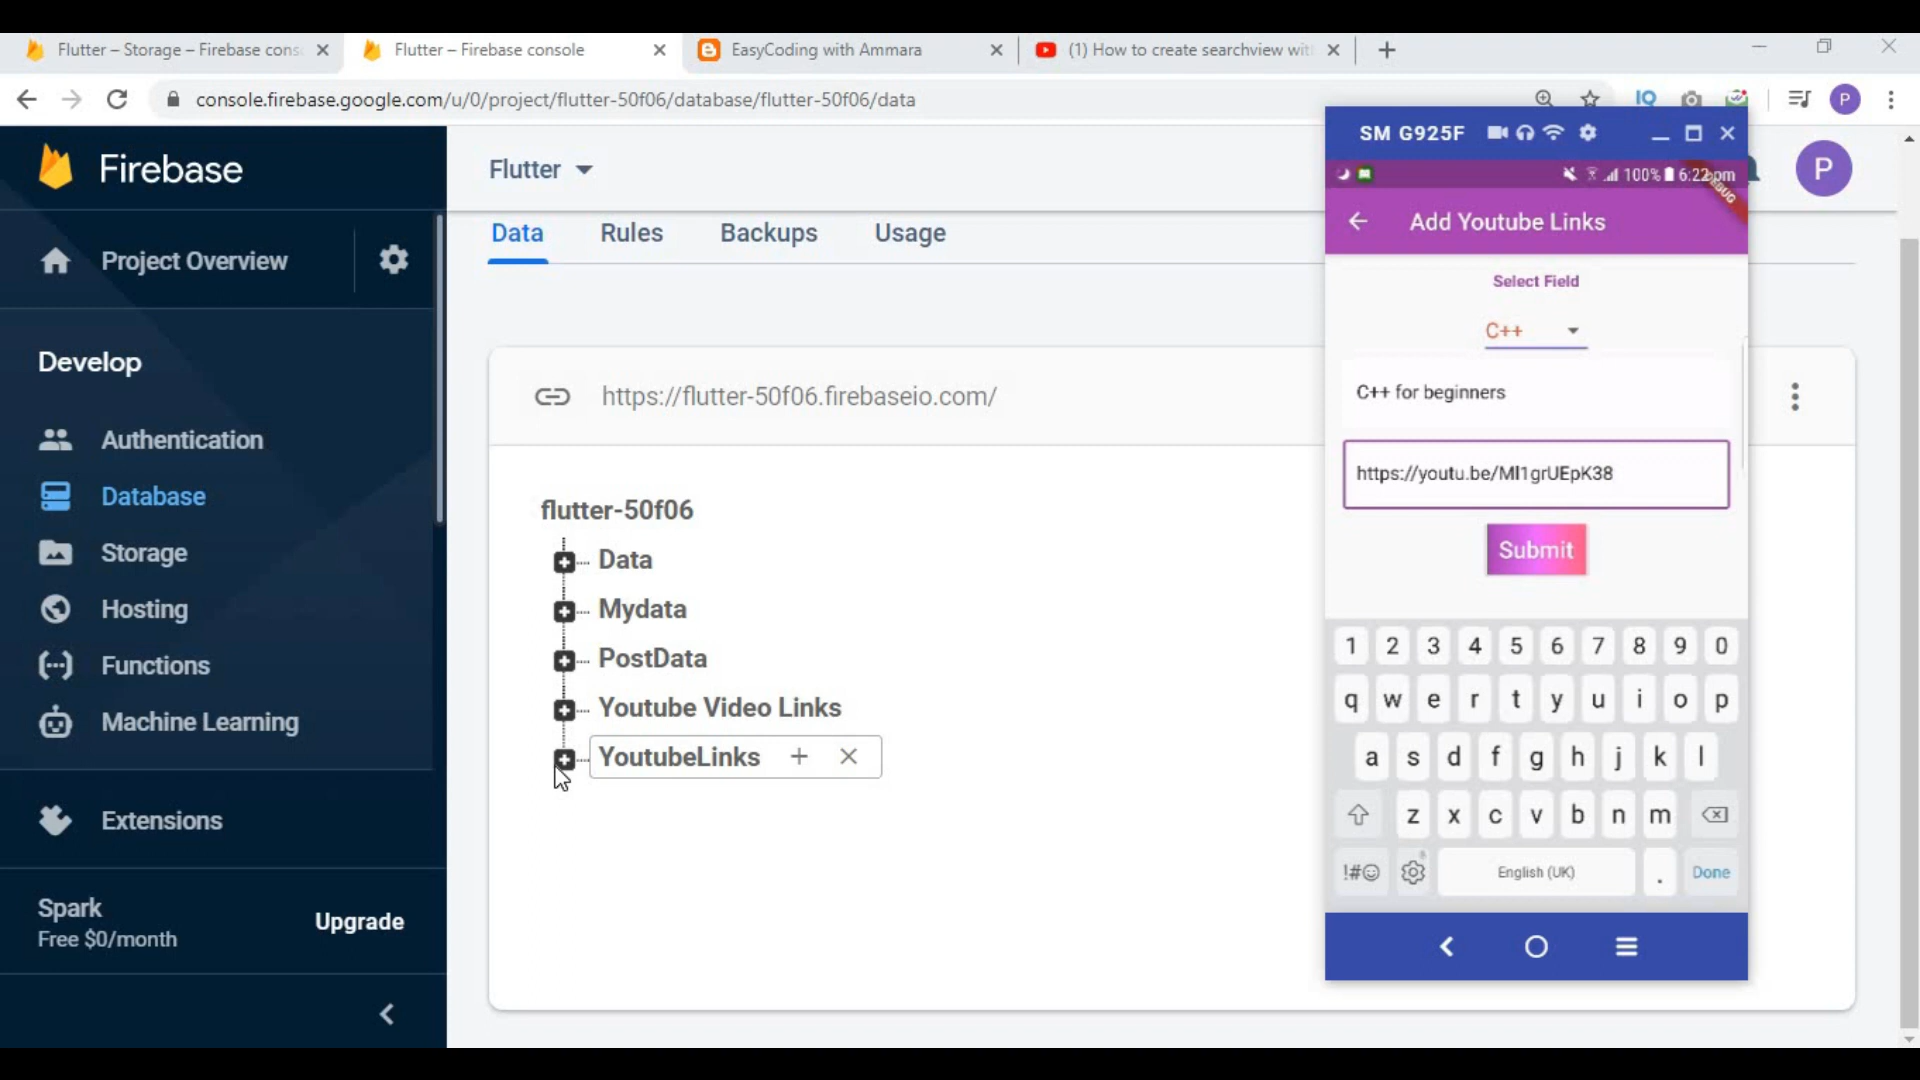 Flutter – Storage – Firebase cons
Flutter – Firebase console
EasyCoding with Ammara
(1) How to create searchview wit
console.firebase.google.com/u/0/project/flutter-50f06/database/flutter-50f06/data
IQ
P
Firebase
Project Overview
Develop
Authentication
Database
Storage
Hosting
Functions
Machine Learning
Extensions
Spark
Free $0/month
Upgrade
Flutter
P
Data
Rules
Backups
Usage
https://flutter-50f06.firebaseio.com/
flutter-50f06
Data
Mydata
PostData
Youtube Video Links
YoutubeLinks
SM G925F
100% 6:22pm
DEBUG
Add Youtube Links
Select Field
C++
C++ for beginners
https://youtu.be/Ml1grUEpK38
Submit
1 2 3 4 5 6 7 8 9 0
q w e r t y u i o p
a s d f g h j k l
z x c v b n m
!#☺ English (UK) . Done